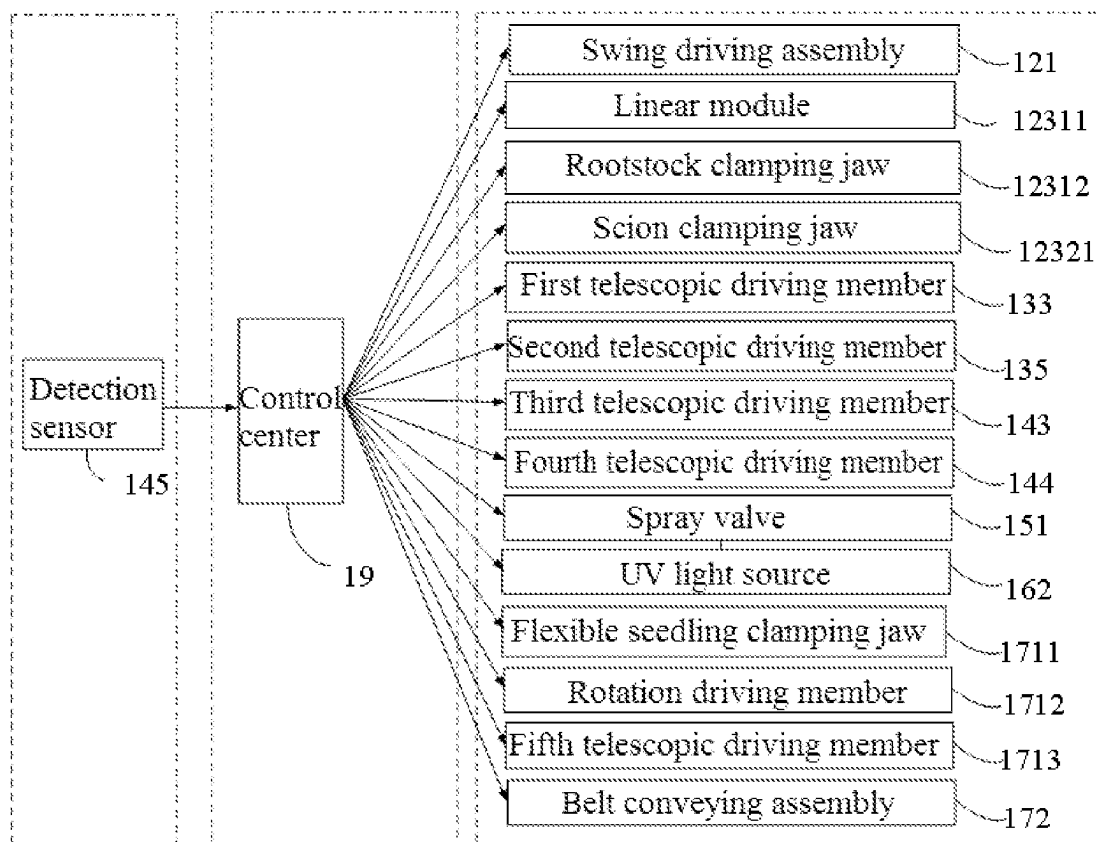 Swing driving assembly
121
Linear module
12311
Rootstock clamping jaw
12312
Scion clamping jaw
12321
First telescopic driving member
133
Second telescopic driving member
135
Third telescopic driving member
143
Fourth telescopic driving member
144
Spray valve
151
UV light source
162
Flexible seedling clamping jaw
1711
Rotation driving member
1712
Fifth telescopic driving member
1713
Belt conveying assembly
172
Detection
sensor
145
Control
center
19